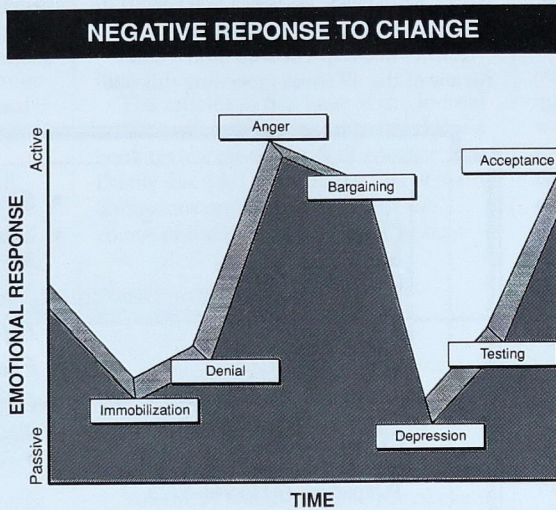 NEGATIVE REPONSE TO CHANGE
Anger
Active
Acceptance
Bargaining
EMOTIONAL RESPONSE
Denial
Testing
Immobilization
Depression
Passive
TIME